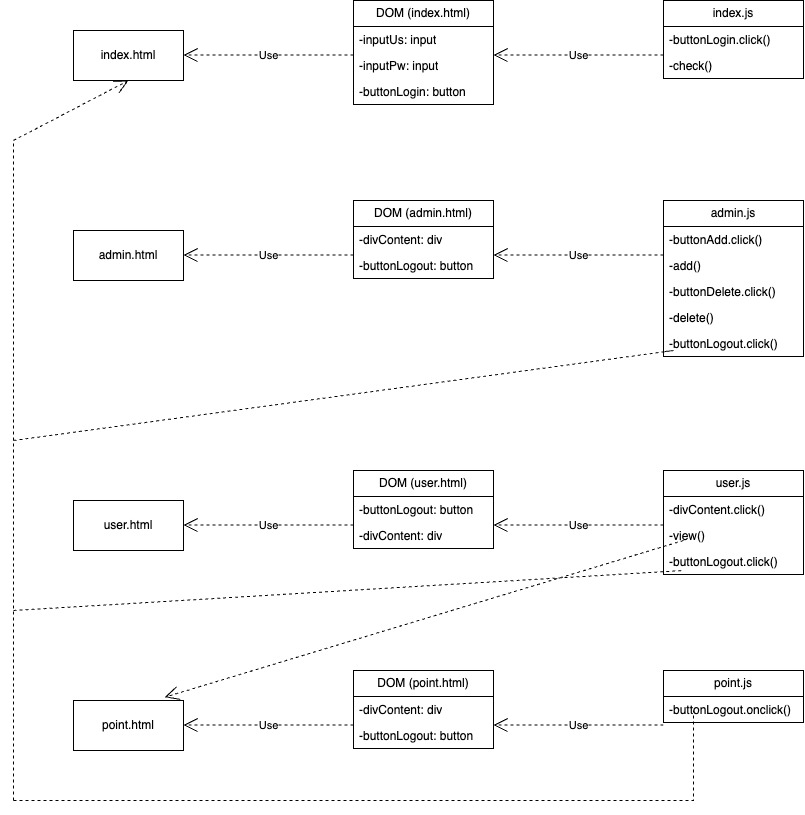 DOM (index.html)
index.js
index.html
Use
-inputUs: input
-inputPw: input
-buttonLogin: button
Use
-buttonLogin.click()
-check()
DOM (admin.html)
admin.js
admin.html
Use
-divContent: div
-buttonLogout: button
Use
-buttonAdd.click()
-add()
-buttonDelete.click()
-delete()
-buttonLogout.click()
DOM (user.html)
user.js
user.html
Use
-buttonLogout: button
-divContent: div
Use
-divContent.click()
-view()
-buttonLogout.click()
DOM (point.html)
point.js
point.html
Use
-divContent: div
-buttonLogout: button
Use
-buttonLogout.onclick()